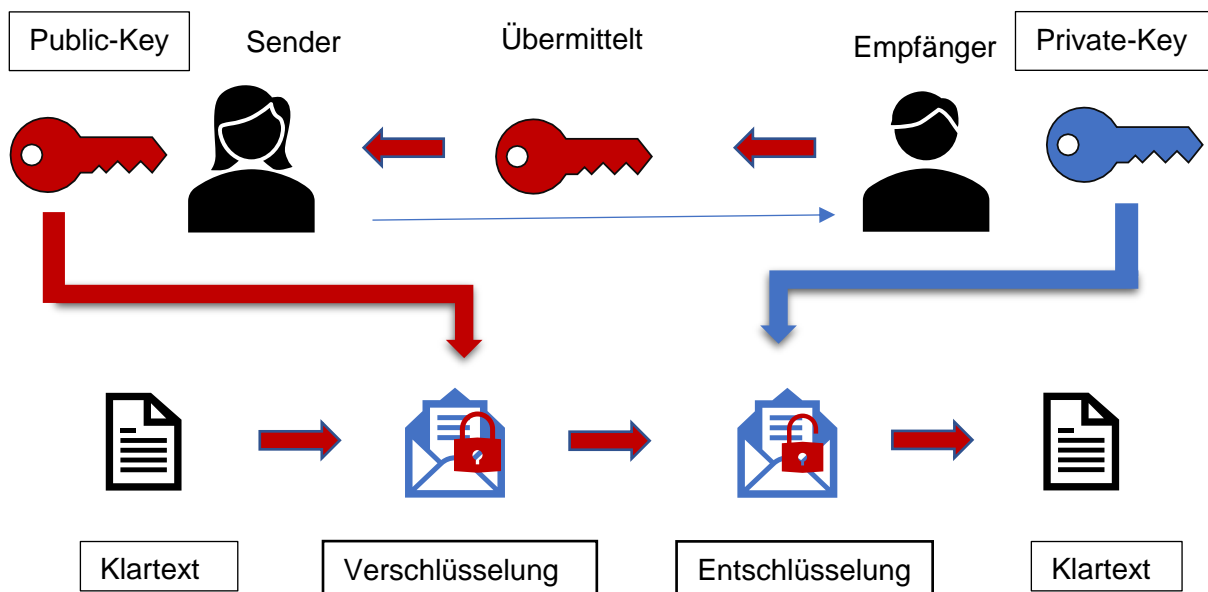 Public-Key
Sender
Übermittelt
Empfänger
Private-Key
Klartext
Verschlüsselung
Entschlüsselung
Klartext